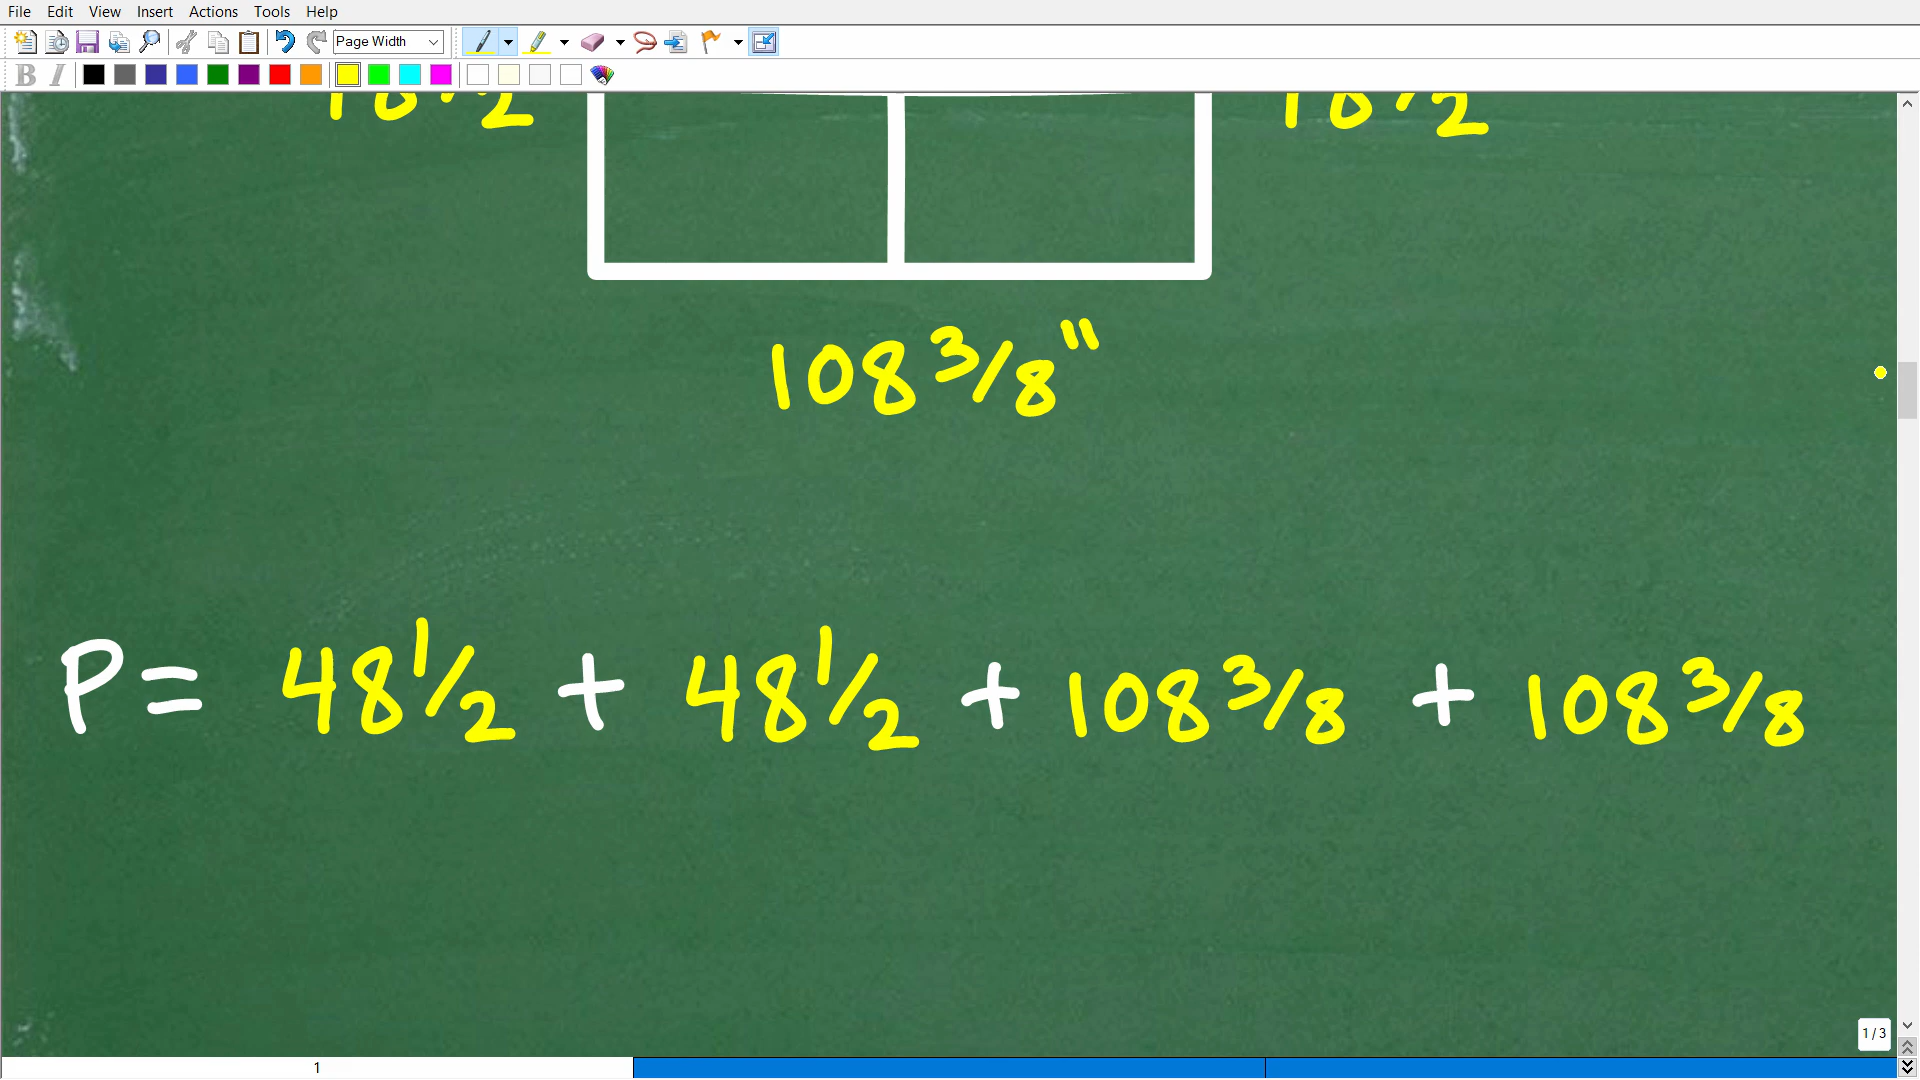 File Edit View Insert Actions Tools Help
Page Width
B I
108 3/8"
P= 48 1/2 + 48 1/2 + 108 3/8 + 108 3/8
1 / 3
1